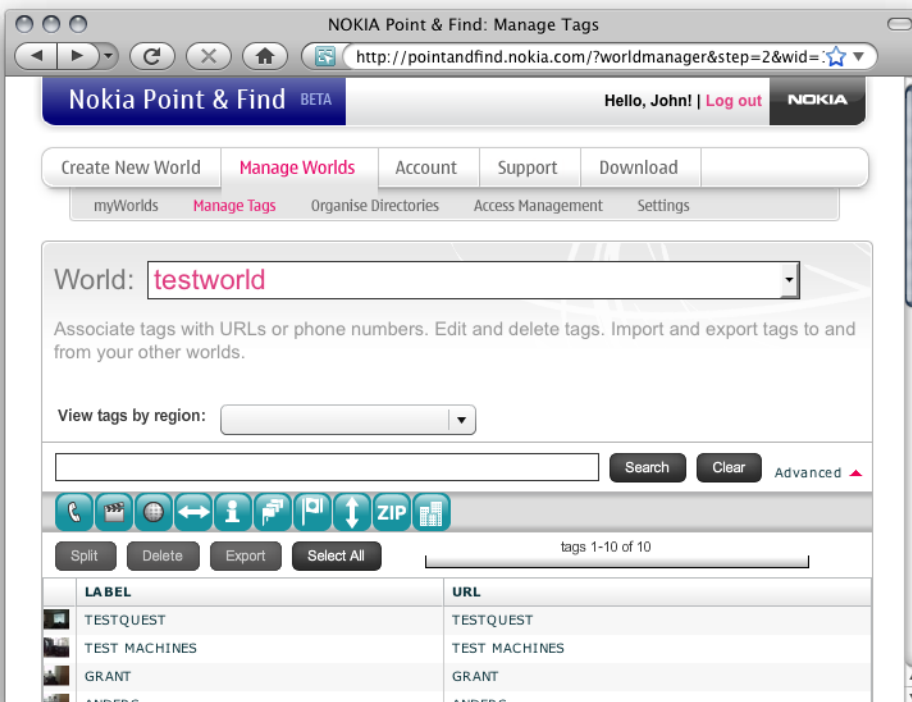 NOKIA Point & Find: Manage Tags
http://pointandfind.nokia.com/?worldmanager&step=2&wid=
Nokia Point & Find BETA
Hello, John! | Log out
NOKIA
Create New World Manage Worlds Account Support Download
myWorlds Manage Tags Organise Directories Access Management Settings
World: testworld
Associate tags with URLs or phone numbers. Edit and delete tags. Import and export tags to and
from your other worlds.
View tags by region:
Search Clear Advanced
ZIP
Split Delete Export Select All tags 1-10 of 10
LABEL URL
TESTQUEST TESTQUEST
TEST MACHINES TEST MACHINES
GRANT GRANT